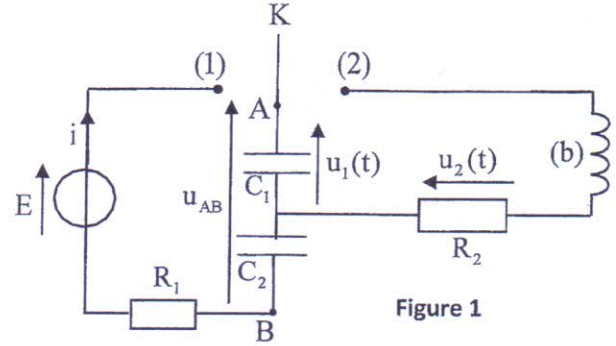 K
(1)
(2)
A
i
u₁(t)
u₂(t)
(b)
C₁
E
u_AB
R₂
C₂
R₁
B
Figure 1